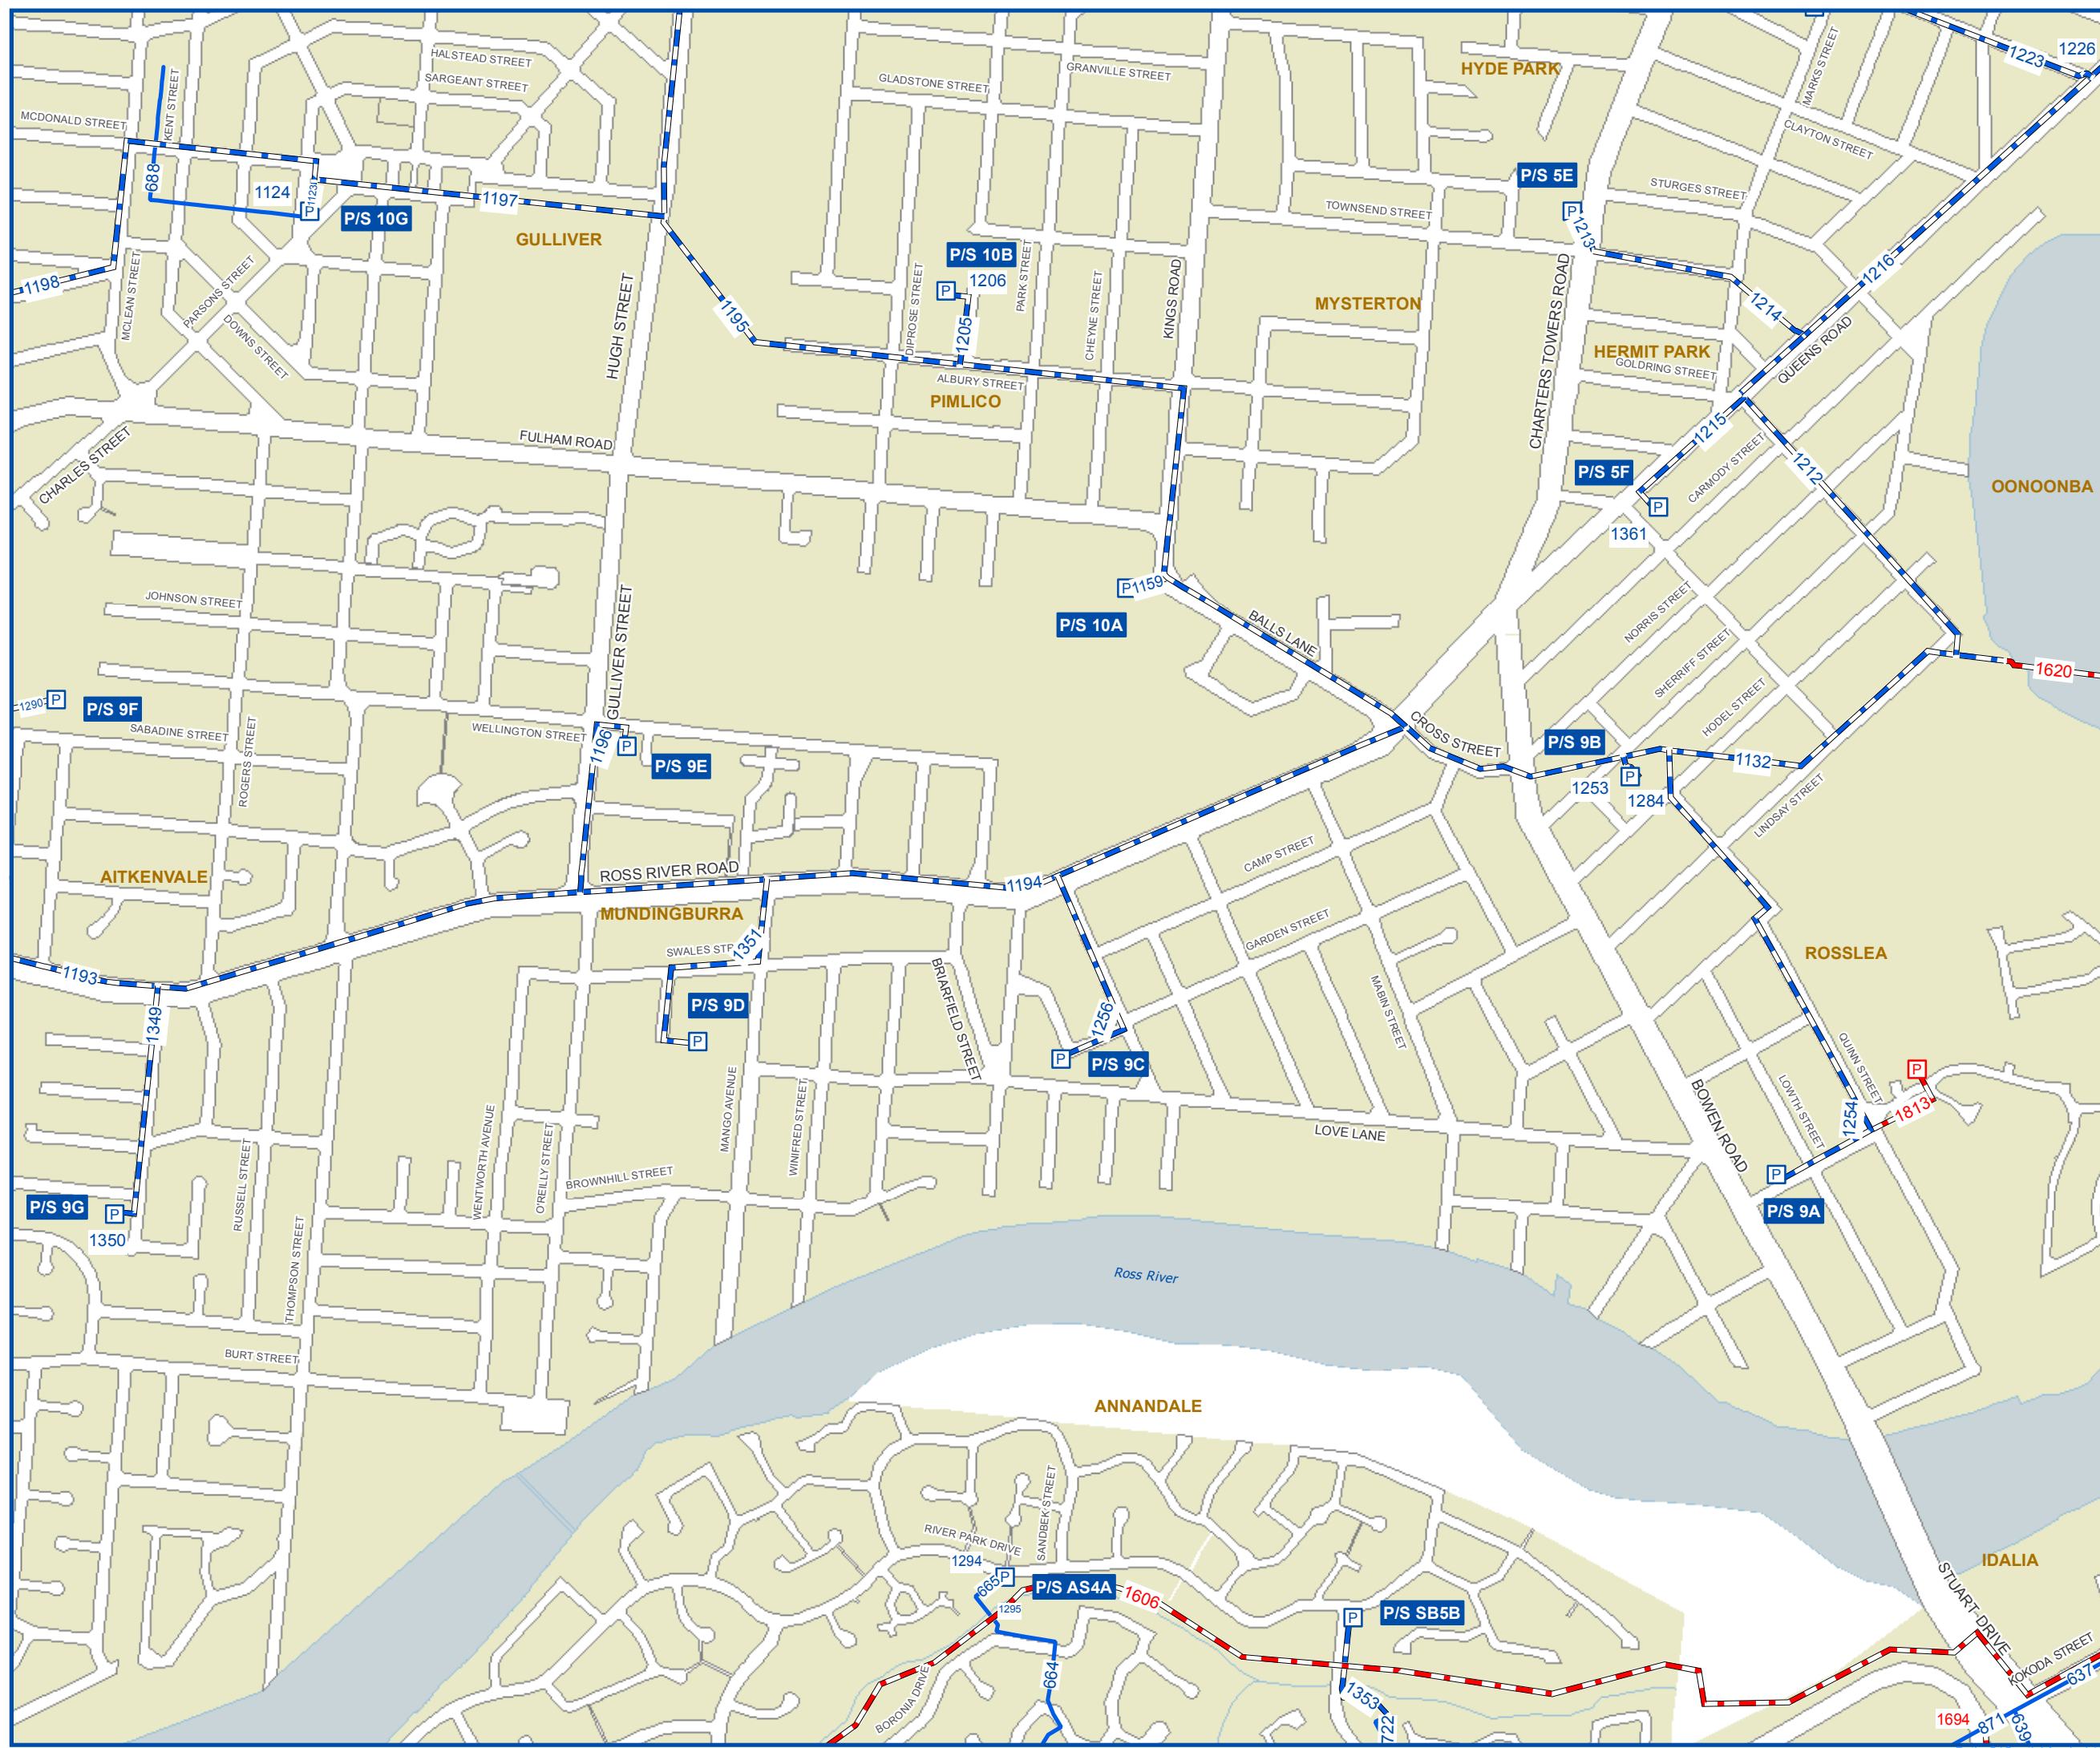 HALSTEAD STREET
SARGEANT STREET
GLADSTONE STREET
GRANVILLE STREET
HYDE PARK
MARKS STREET
1223
1226
MCDONALD STREET
KENT STREET
CLAYTON STREET
688
1124
1123
P
P/S 10G
1197
GULLIVER
P/S 5E
P
1213
STURGES STREET
TOWNSEND STREET
1198
MCLEAN STREET
PARSONS STREET
DOWNS STREET
HUGH STREET
1195
P/S 10B
P
1206
1205
DIPROSE STREET
PARK STREET
CHEYNE STREET
KINGS ROAD
MYSTERTON
CHARTERS TOWERS ROAD
1214
1216
QUEENS ROAD
HERMIT PARK
GOLDRING STREET
ALBURY STREET
PIMLICO
FULHAM ROAD
CHARLES STREET
1215
P/S 5F
P
1361
CARMODY STREET
1212
OONOONBA
JOHNSON STREET
GULLIVER STREET
P
1159
P/S 10A
BALLS LANE
NORRIS STREET
SHERRIFF STREET
HODEL STREET
1620
1290
P
P/S 9F
SABADINE STREET
ROGERS STREET
WELLINGTON STREET
1196
P
P/S 9E
CROSS STREET
P/S 9B
P
1253
1284
1132
LINDSAY STREET
AITKENVALE
ROSS RIVER ROAD
MUNDINGBURRA
1194
CAMP STREET
GARDEN STREET
1193
1349
SWALES STR
1351
P/S 9D
P
BRIARFIELD STREET
1256
P
P/S 9C
MABIN STREET
ROSSLEA
QUINN STREET
LOWTH STREET
P
1813
1254
P
P/S 9A
BOWEN ROAD
LOVE LANE
MANGO AVENUE
WINIFRED STREET
WENTWORTH AVENUE
O'REILLY STREET
BROWNHILL STREET
RUSSELL STREET
THOMPSON STREET
P/S 9G
P
1350
BURT STREET
Ross River
ANNANDALE
RIVER PARK DRIVE
SANDBEK STREET
1294
665
P
P/S AS4A
1295
1606
664
BORONIA DRIVE
P
P/S SB5B
1353
722
IDALIA
STUART DRIVE
KOKODA STREET
637
1694
871
639